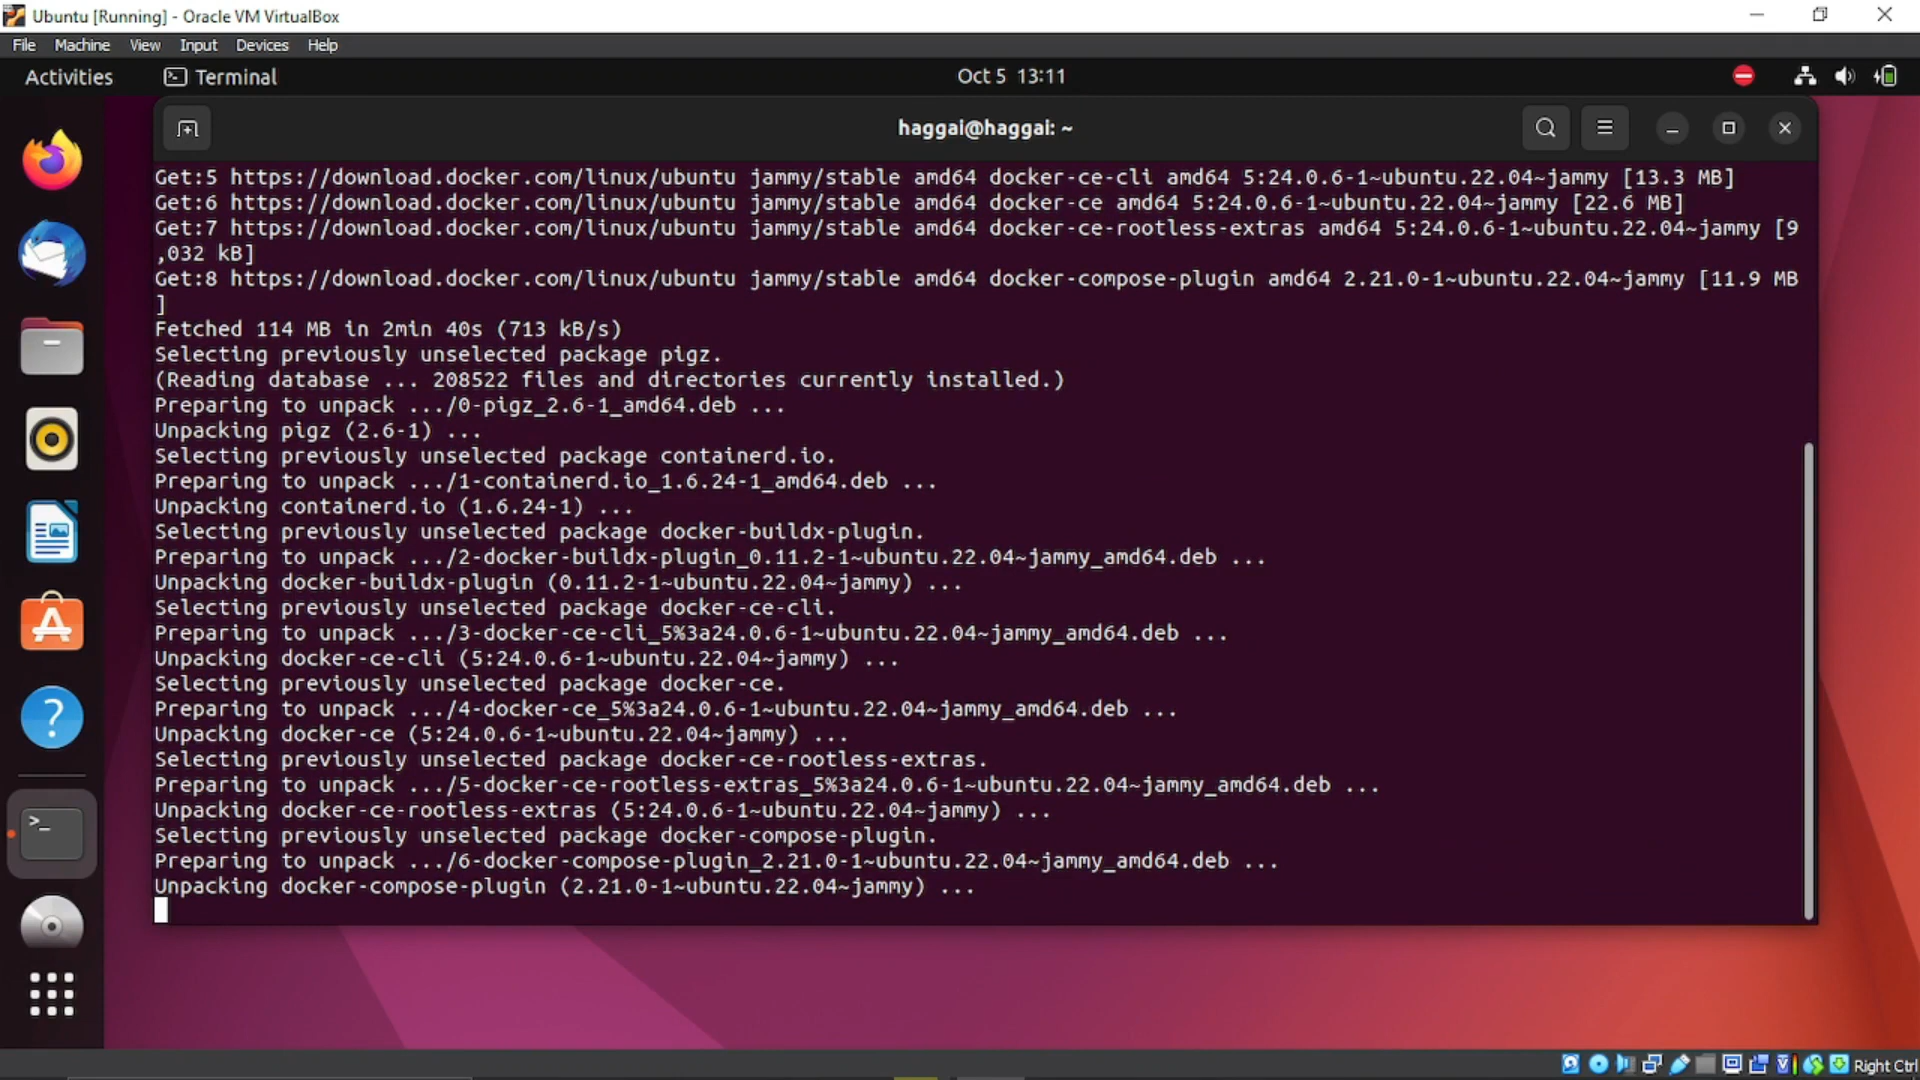 Ubuntu [Running] - Oracle VM VirtualBox
File Machine View Input Devices Help
Activities Terminal Oct 5 13:11
haggai@haggai: ~
Get:5 https://download.docker.com/linux/ubuntu jammy/stable amd64 docker-ce-cli amd64 5:24.0.6-1~ubuntu.22.04~jammy [13.3 MB]
Get:6 https://download.docker.com/linux/ubuntu jammy/stable amd64 docker-ce amd64 5:24.0.6-1~ubuntu.22.04~jammy [22.6 MB]
Get:7 https://download.docker.com/linux/ubuntu jammy/stable amd64 docker-ce-rootless-extras amd64 5:24.0.6-1~ubuntu.22.04~jammy [9
,032 kB]
Get:8 https://download.docker.com/linux/ubuntu jammy/stable amd64 docker-compose-plugin amd64 2.21.0-1~ubuntu.22.04~jammy [11.9 MB
]
Fetched 114 MB in 2min 40s (713 kB/s)
Selecting previously unselected package pigz.
(Reading database ... 208522 files and directories currently installed.)
Preparing to unpack .../0-pigz_2.6-1_amd64.deb ...
Unpacking pigz (2.6-1) ...
Selecting previously unselected package containerd.io.
Preparing to unpack .../1-containerd.io_1.6.24-1_amd64.deb ...
Unpacking containerd.io (1.6.24-1) ...
Selecting previously unselected package docker-buildx-plugin.
Preparing to unpack .../2-docker-buildx-plugin_0.11.2-1~ubuntu.22.04~jammy_amd64.deb ...
Unpacking docker-buildx-plugin (0.11.2-1~ubuntu.22.04~jammy) ...
Selecting previously unselected package docker-ce-cli.
Preparing to unpack .../3-docker-ce-cli_5%3a24.0.6-1~ubuntu.22.04~jammy_amd64.deb ...
Unpacking docker-ce-cli (5:24.0.6-1~ubuntu.22.04~jammy) ...
Selecting previously unselected package docker-ce.
Preparing to unpack .../4-docker-ce_5%3a24.0.6-1~ubuntu.22.04~jammy_amd64.deb ...
Unpacking docker-ce (5:24.0.6-1~ubuntu.22.04~jammy) ...
Selecting previously unselected package docker-ce-rootless-extras.
Preparing to unpack .../5-docker-ce-rootless-extras_5%3a24.0.6-1~ubuntu.22.04~jammy_amd64.deb ...
Unpacking docker-ce-rootless-extras (5:24.0.6-1~ubuntu.22.04~jammy) ...
Selecting previously unselected package docker-compose-plugin.
Preparing to unpack .../6-docker-compose-plugin_2.21.0-1~ubuntu.22.04~jammy_amd64.deb ...
Unpacking docker-compose-plugin (2.21.0-1~ubuntu.22.04~jammy) ...
Right Ctrl